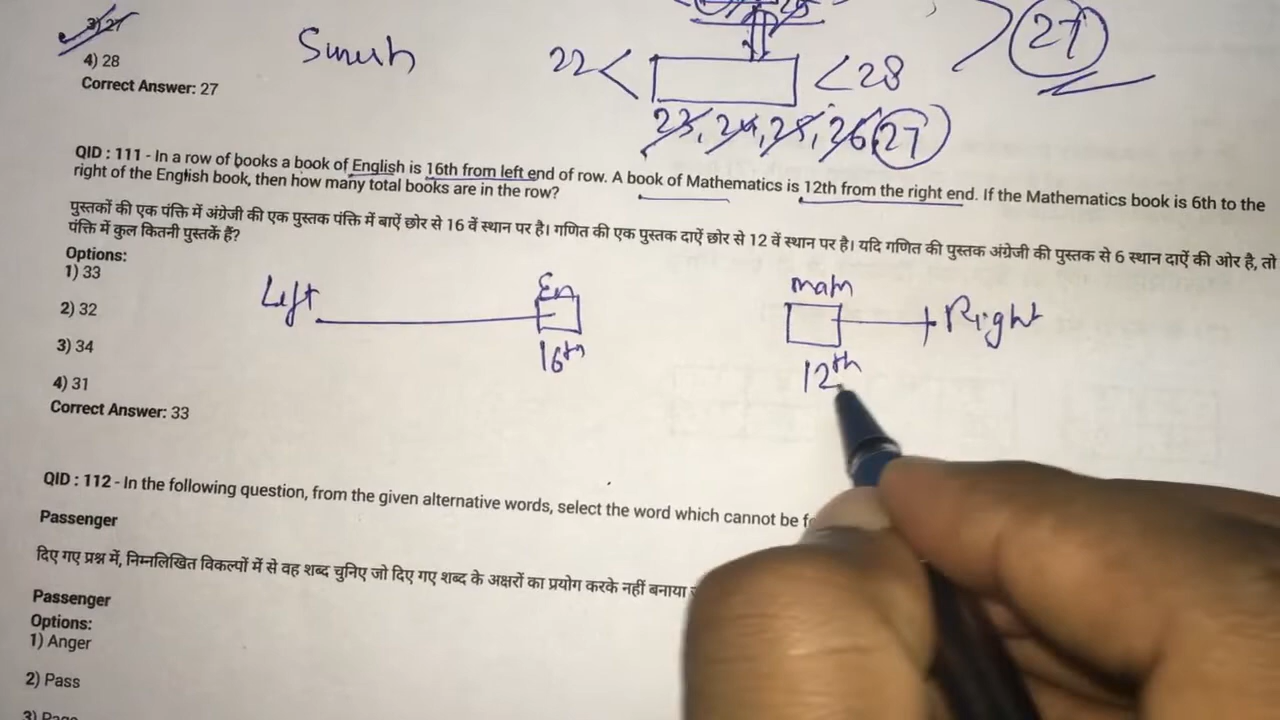 3) 27
4) 28
Correct Answer: 27
22 < < 28
27
23, 24, 25, 26, 27
QID : 111 - In a row of books a book of English is 16th from left end of row. A book of Mathematics is 12th from the right end. If the Mathematics book is 6th to the
right of the English book, then how many total books are in the row?
पुस्तकों की एक पंक्ति में अंग्रेजी की एक पुस्तक पंक्ति में बाऐं छोर से 16 वें स्थान पर है। गणित की एक पुस्तक दाऐं छोर से 12 वें स्थान पर है। यदि गणित की पुस्तक अंग्रेजी की पुस्तक से 6 स्थान दाऐं की ओर है, तो
पंक्ति में कुल कितनी पुस्तकें हैं?
Options:
1) 33
2) 32
3) 34
4) 31
Correct Answer: 33
Left En math Right
16th 12th
QID : 112 - In the following question, from the given alternative words, select the word which cannot be
Passenger
दिए गए प्रश्न में, निम्नलिखित विकल्पों में से वह शब्द चुनिए जो दिए गए शब्द के अक्षरों का प्रयोग करके नहीं बनाया
Passenger
Options:
1) Anger
2) Pass